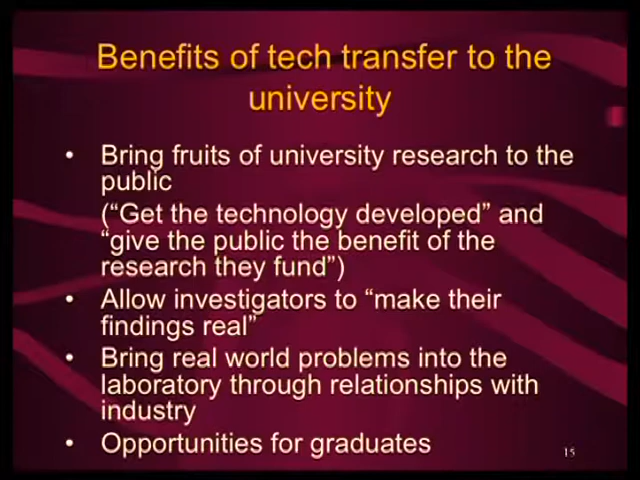 Benefits of tech transfer to the
university
• Bring fruits of university research to the
public
(“Get the technology developed” and
“give the public the benefit of the
research they fund”)
• Allow investigators to “make their
findings real”
• Bring real world problems into the
laboratory through relationships with
industry
• Opportunities for graduates
15